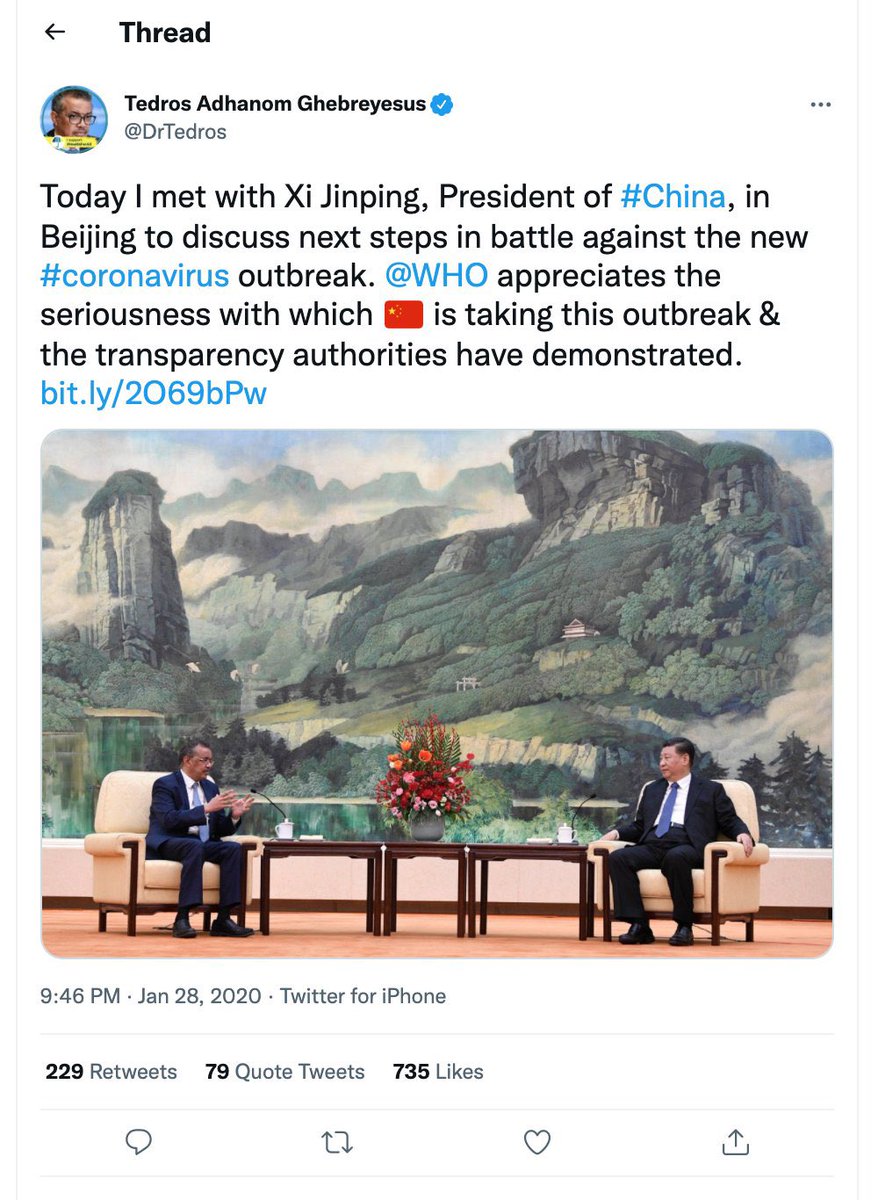 Thread
Tedros Adhanom Ghebreyesus
@DrTedros
Today I met with Xi Jinping, President of #China, in
Beijing to discuss next steps in battle against the new
#coronavirus outbreak. @WHO appreciates the
seriousness with which 🇨🇳 is taking this outbreak &
the transparency authorities have demonstrated.
bit.ly/2O69bPw
9:46 PM · Jan 28, 2020 · Twitter for iPhone
229 Retweets 79 Quote Tweets 735 Likes